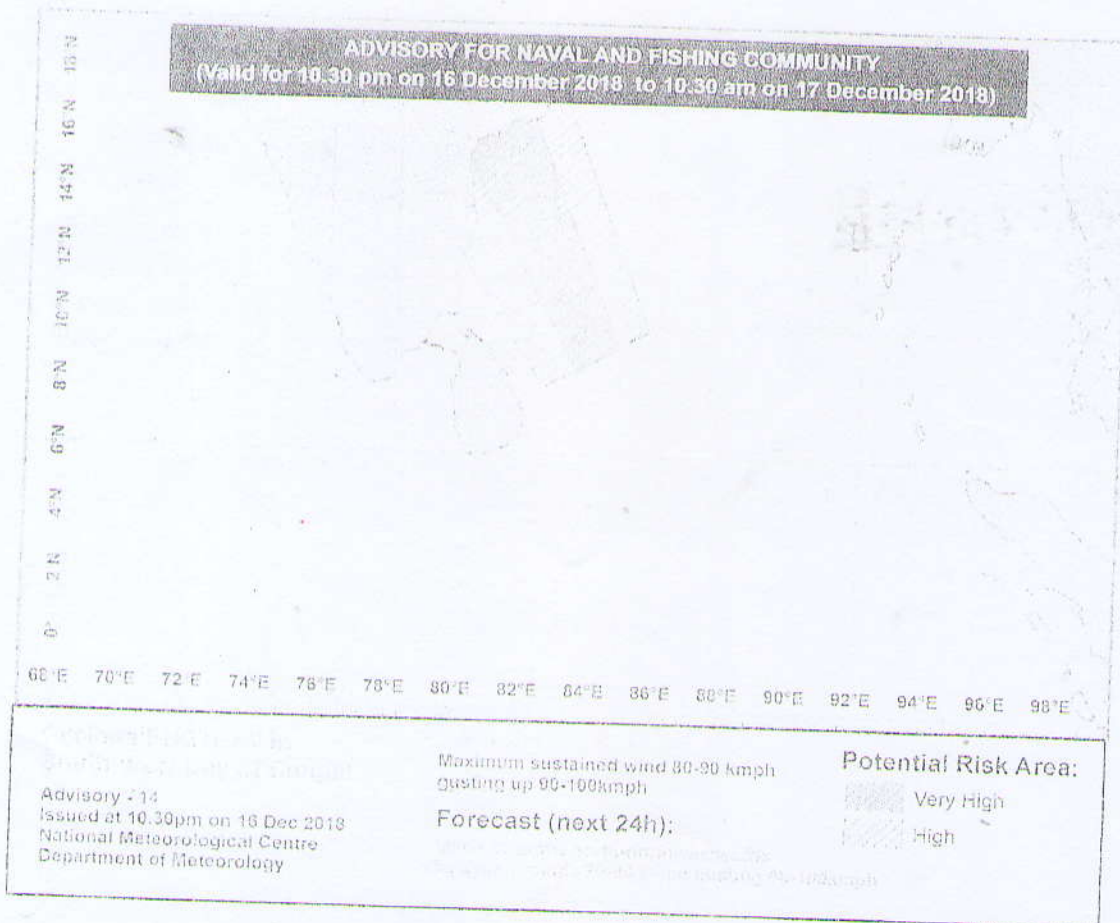 ADVISORY FOR NAVAL AND FISHING COMMUNITY
(Valid for 10.30 pm on 16 December 2018 to 10.30 am on 17 December 2018)
18°N
16°N
14°N
12°N
10°N
8°N
6°N
4°N
2°N
0°
68°E 70°E 72°E 74°E 76°E 78°E 80°E 82°E 84°E 86°E 88°E 90°E 92°E 94°E 96°E 98°E
Advisory - 14
Issued at 10.30pm on 16 Dec 2018
National Meteorological Centre
Department of Meteorology
Maximum sustained wind 80-90 kmph
gusting up 90-100kmph
Forecast (next 24h):
Potential Risk Area:
Very High
High